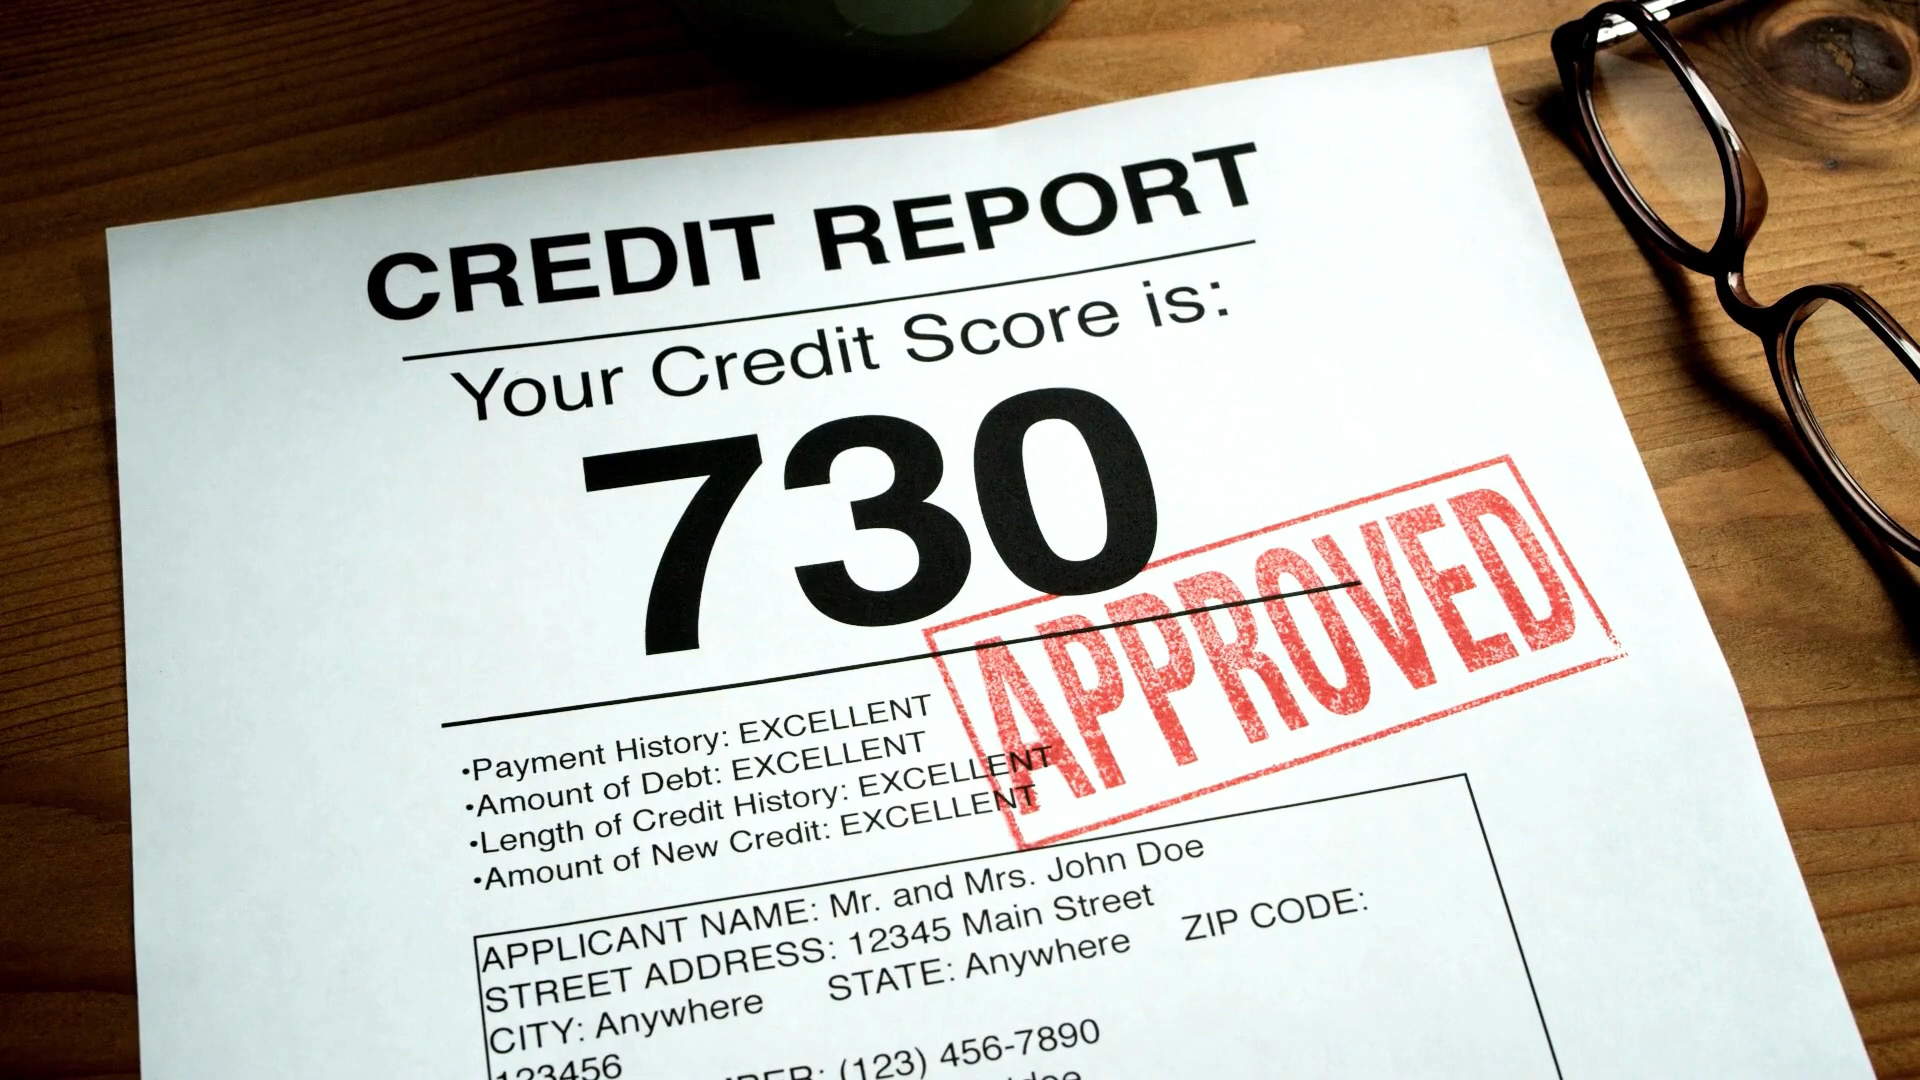 CREDIT REPORT
Your Credit Score is:
730
APPROVED
•Payment History: EXCELLENT
•Amount of Debt: EXCELLENT
•Length of Credit History: EXCELLENT
•Amount of New Credit: EXCELLENT
APPLICANT NAME: Mr. and Mrs. John Doe
STREET ADDRESS: 12345 Main Street
CITY: Anywhere STATE: Anywhere ZIP CODE:
123456
(123) 456-7890